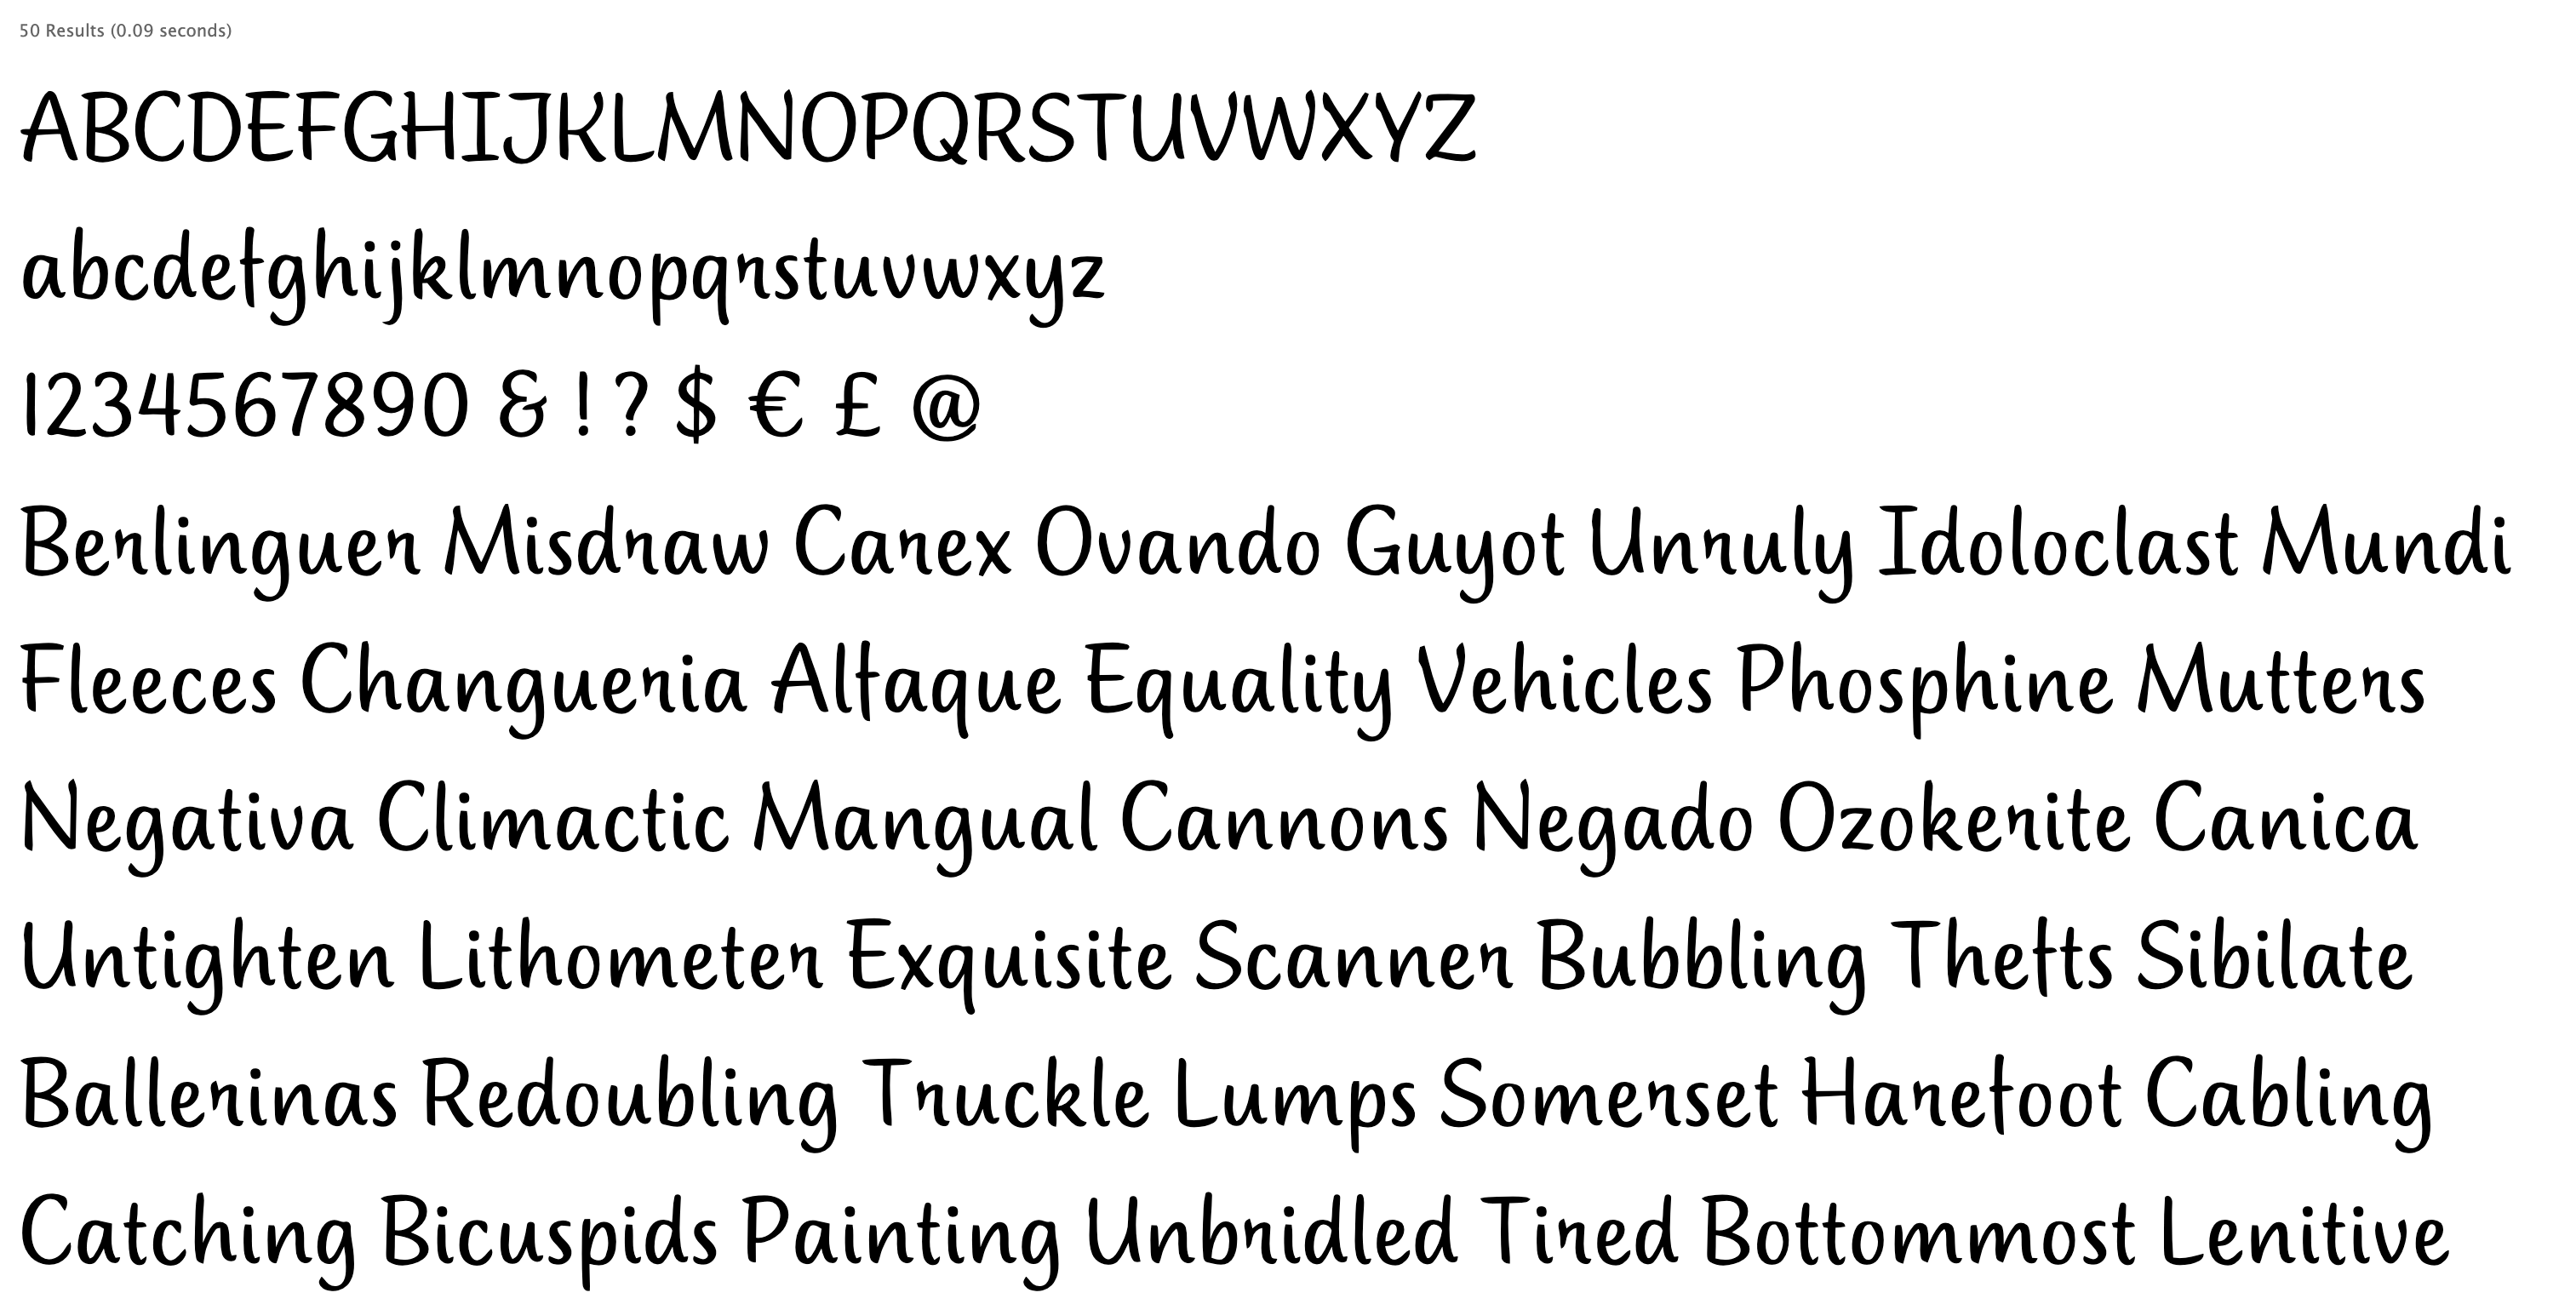 50 Results (0.09 seconds)
ABCDEFGHIJKLMNOPQRSTUVWXYZ
abcdefghijklmnopqrstuvwxyz
1234567890 & ! ? $ € £ @
Berlinguer Misdraw Carex Ovando Guyot Unruly Idoloclast Mundi
Fleeces Changueria Alfaque Equality Vehicles Phosphine Mutters
Negativa Climactic Mangual Cannons Negado Ozokerite Canica
Untighten Lithometer Exquisite Scanner Bubbling Thefts Sibilate
Ballerinas Redoubling Truckle Lumps Somerset Harefoot Cabling
Catching Bicuspids Painting Unbridled Tired Bottommost Lenitive